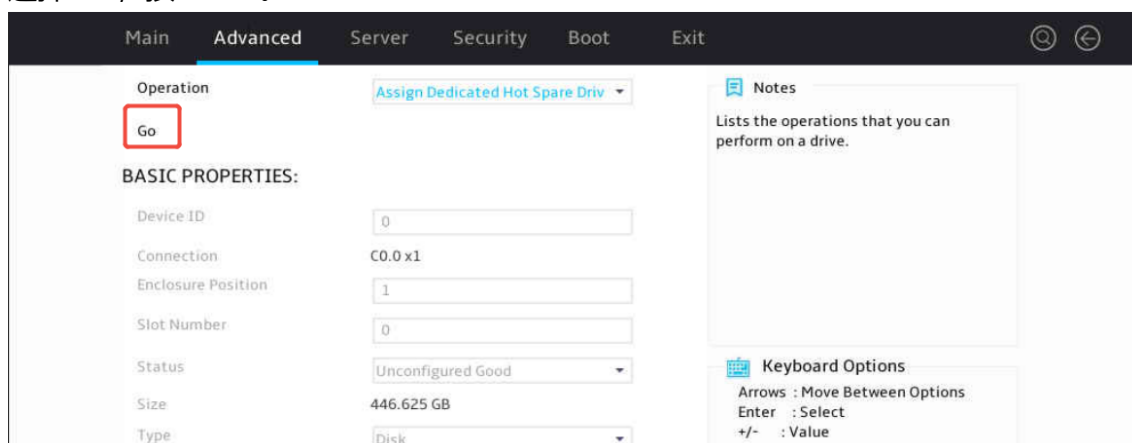 Main Advanced Server Security Boot Exit
Operation Assign Dedicated Hot Spare Driv
Go
BASIC PROPERTIES:
Device ID 0
Connection C0.0 x1
Enclosure Position 1
Slot Number 0
Status Unconfigured Good
Size 446.625 GB
Type Disk
Notes
Lists the operations that you can
perform on a drive.
Keyboard Options
Arrows : Move Between Options
Enter : Select
+/- : Value